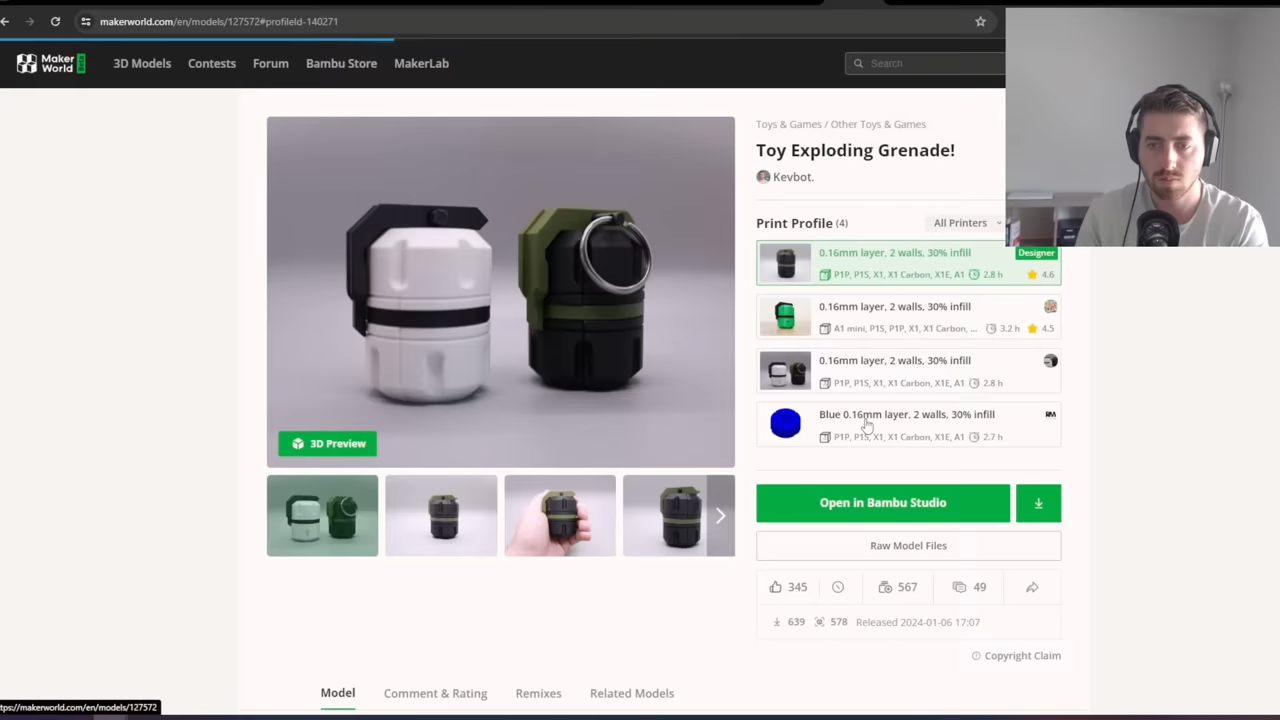 makerworld.com/en/models/127572#profileId-140271
Maker World BETA
3D Models
Contests
Forum
Bambu Store
MakerLab
Search
Toys & Games / Other Toys & Games
Toy Exploding Grenade!
Kevbot.
Print Profile (4)
All Printers
0.16mm layer, 2 walls, 30% infill
Designer
P1P, P1S, X1, X1 Carbon, X1E, A1
2.8 h
4.6
0.16mm layer, 2 walls, 30% infill
A1 mini, P1S, P1P, X1, X1 Carbon, ...
3.2 h
4.5
0.16mm layer, 2 walls, 30% infill
P1P, P1S, X1, X1 Carbon, X1E, A1
2.8 h
Blue 0.16mm layer, 2 walls, 30% infill
RM
P1P, P1S, X1, X1 Carbon, X1E, A1
2.7 h
3D Preview
Open in Bambu Studio
Raw Model Files
345
567
49
639
578
Released 2024-01-06 17:07
Copyright Claim
Model
Comment & Rating
Remixes
Related Models
tps://makerworld.com/en/models/127572